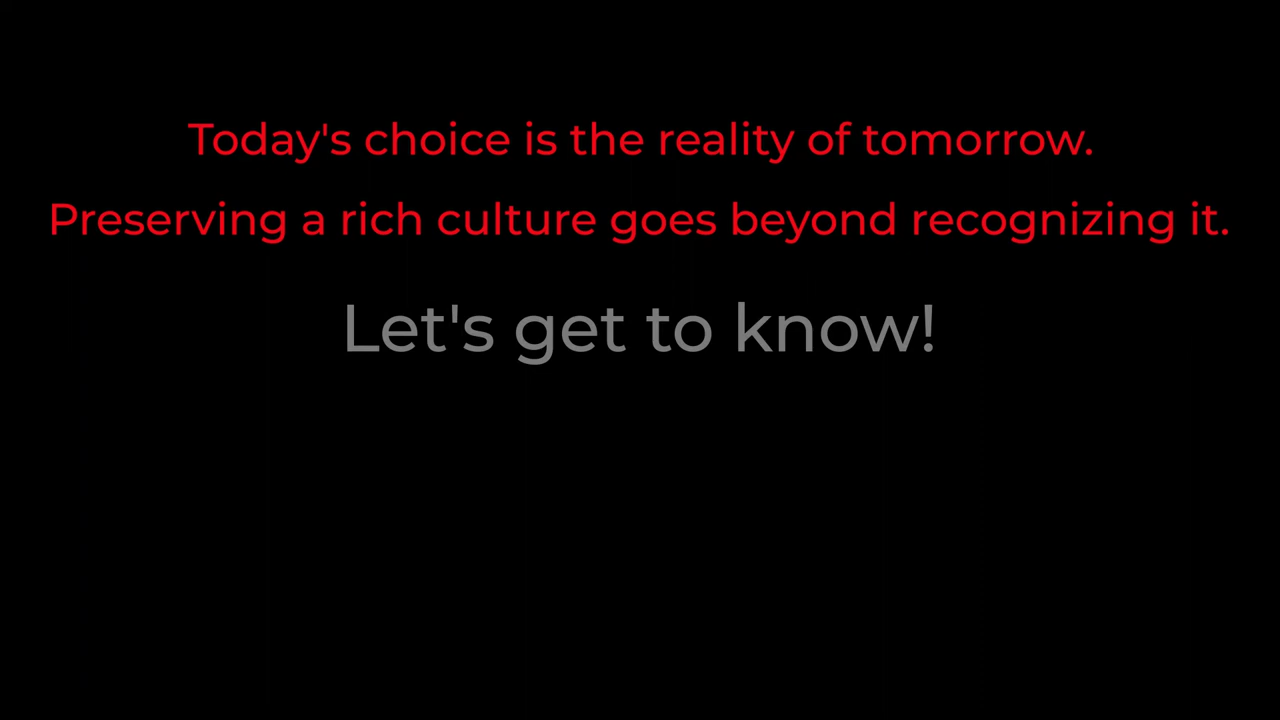 Today's choice is the reality of tomorrow.
Preserving a rich culture goes beyond recognizing it.
Let's get to know!